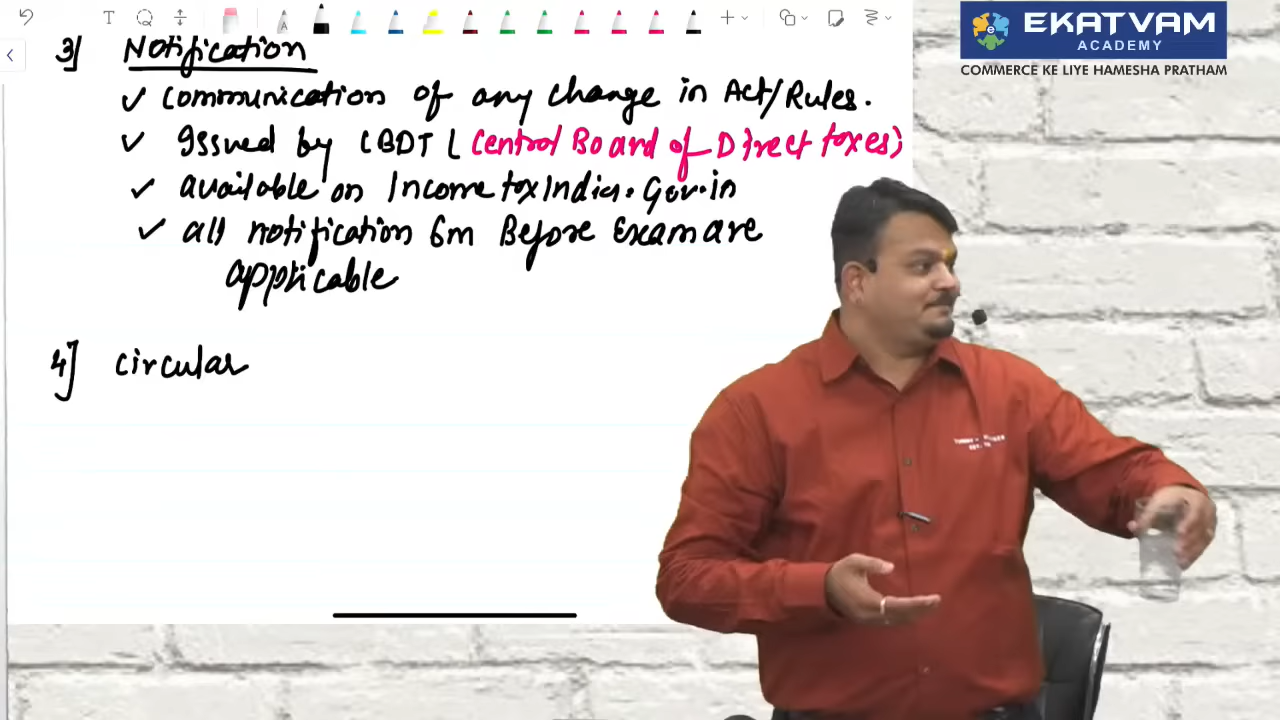 EKATVAM
ACADEMY
COMMERCE KE LIYE HAMESHA PRATHAM
3] Notification
✓ communication of any change in Act/Rules.
✓ Issued by CBDT (Central Board of Direct taxes)
✓ available on IncometaxIndia.Gov.in
✓ all notification 6m Before Exam are
applicable
4] circular